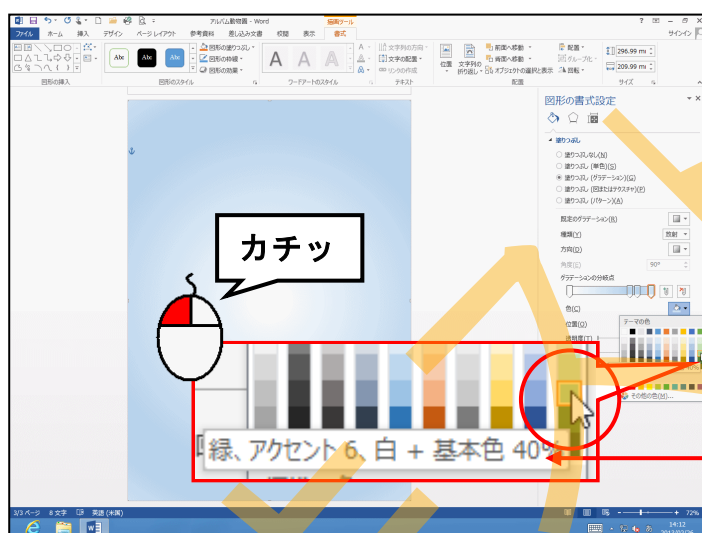 アルバム動物園 - Word
描画ツール
サインイン
ファイル ホーム 挿入 デザイン ページ レイアウト 参考資料 差し込み文書 校閲 表示 書式
図形の塗りつぶし
図形の枠線
図形の効果
Abc Abc Abc
A A A
文字列の方向
文字の配置
リンクの作成
位置 文字列の折り返し
前面へ移動
背面へ移動
オブジェクトの選択と表示
配置
グループ化
回転
296.99 mm
209.99 mm
図形の挿入 図形のスタイル ワードアートのスタイル テキスト 配置 サイズ
図形の書式設定
塗りつぶし
塗りつぶしなし(N)
塗りつぶし (単色)(S)
塗りつぶし (グラデーション)(G)
塗りつぶし (図またはテクスチャ)(E)
塗りつぶし (パターン)(A)
既定のグラデーション(R)
種類(Y) 放射
方向(D)
角度(E) 90°
グラデーションの分岐点
色(C)
テーマの色
位置(O)
透明度(T)
その他の色(M)...
カチッ
緑、アクセント 6、白 + 基本色 40%
3/3 ページ 8 文字 英語 (米国) 72%
あ 14:12